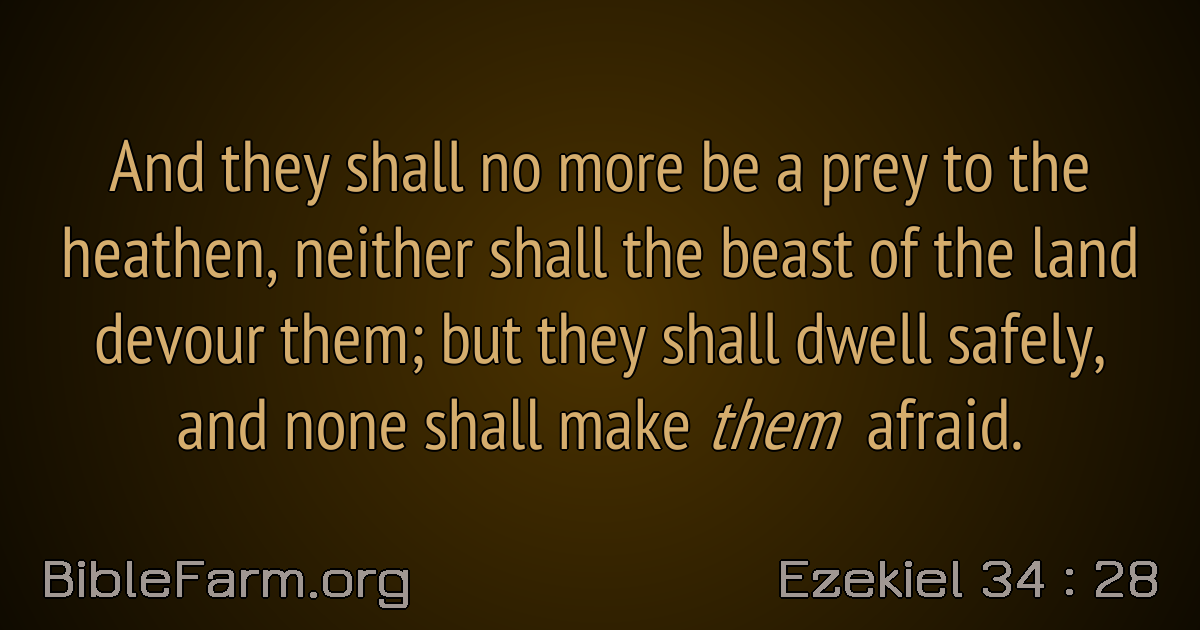 And they shall no more be a prey to the
heathen, neither shall the beast of the land
devour them; but they shall dwell safely,
and none shall make them afraid.
BibleFarm.org
Ezekiel 34 : 28